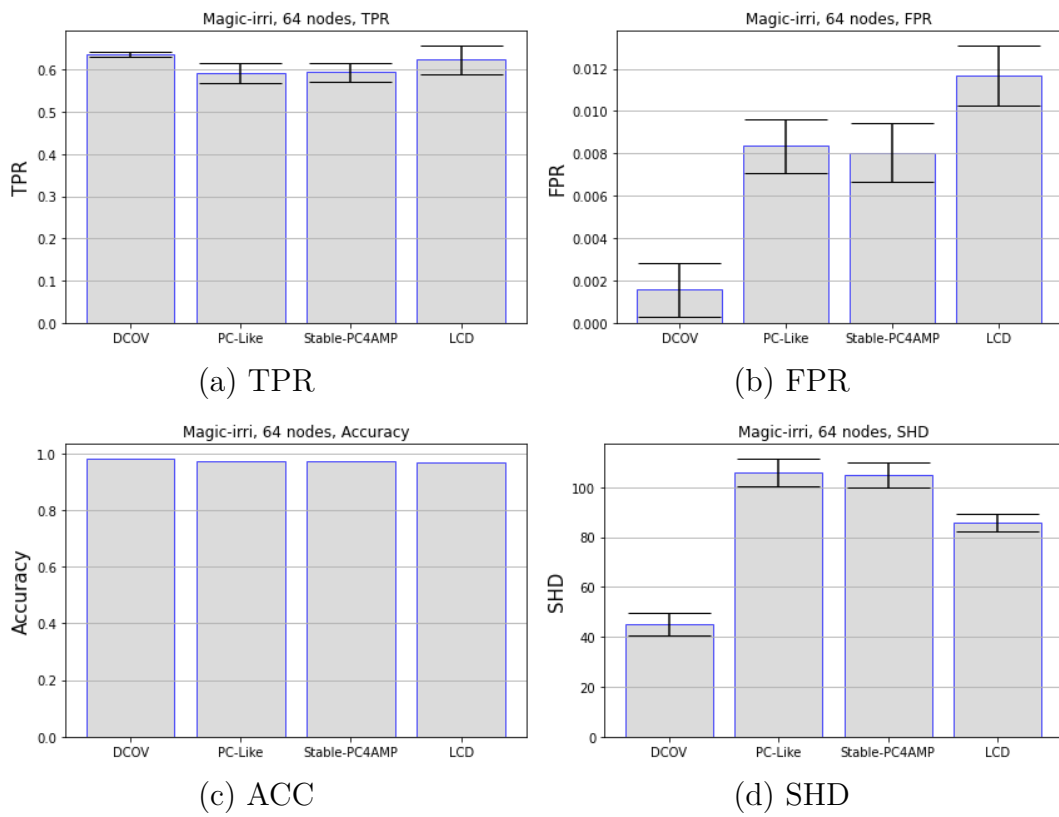 Magic-irri, 64 nodes, TPR
TPR
0.6
0.5
0.4
0.3
0.2
0.1
0.0
DCOV PC-Like Stable-PC4AMP LCD
(a) TPR
Magic-irri, 64 nodes, FPR
FPR
0.012
0.010
0.008
0.006
0.004
0.002
0.000
DCOV PC-Like Stable-PC4AMP LCD
(b) FPR
Magic-irri, 64 nodes, Accuracy
Accuracy
1.0
0.8
0.6
0.4
0.2
0.0
DCOV PC-Like Stable-PC4AMP LCD
(c) ACC
Magic-irri, 64 nodes, SHD
SHD
100
80
60
40
20
0
DCOV PC-Like Stable-PC4AMP LCD
(d) SHD